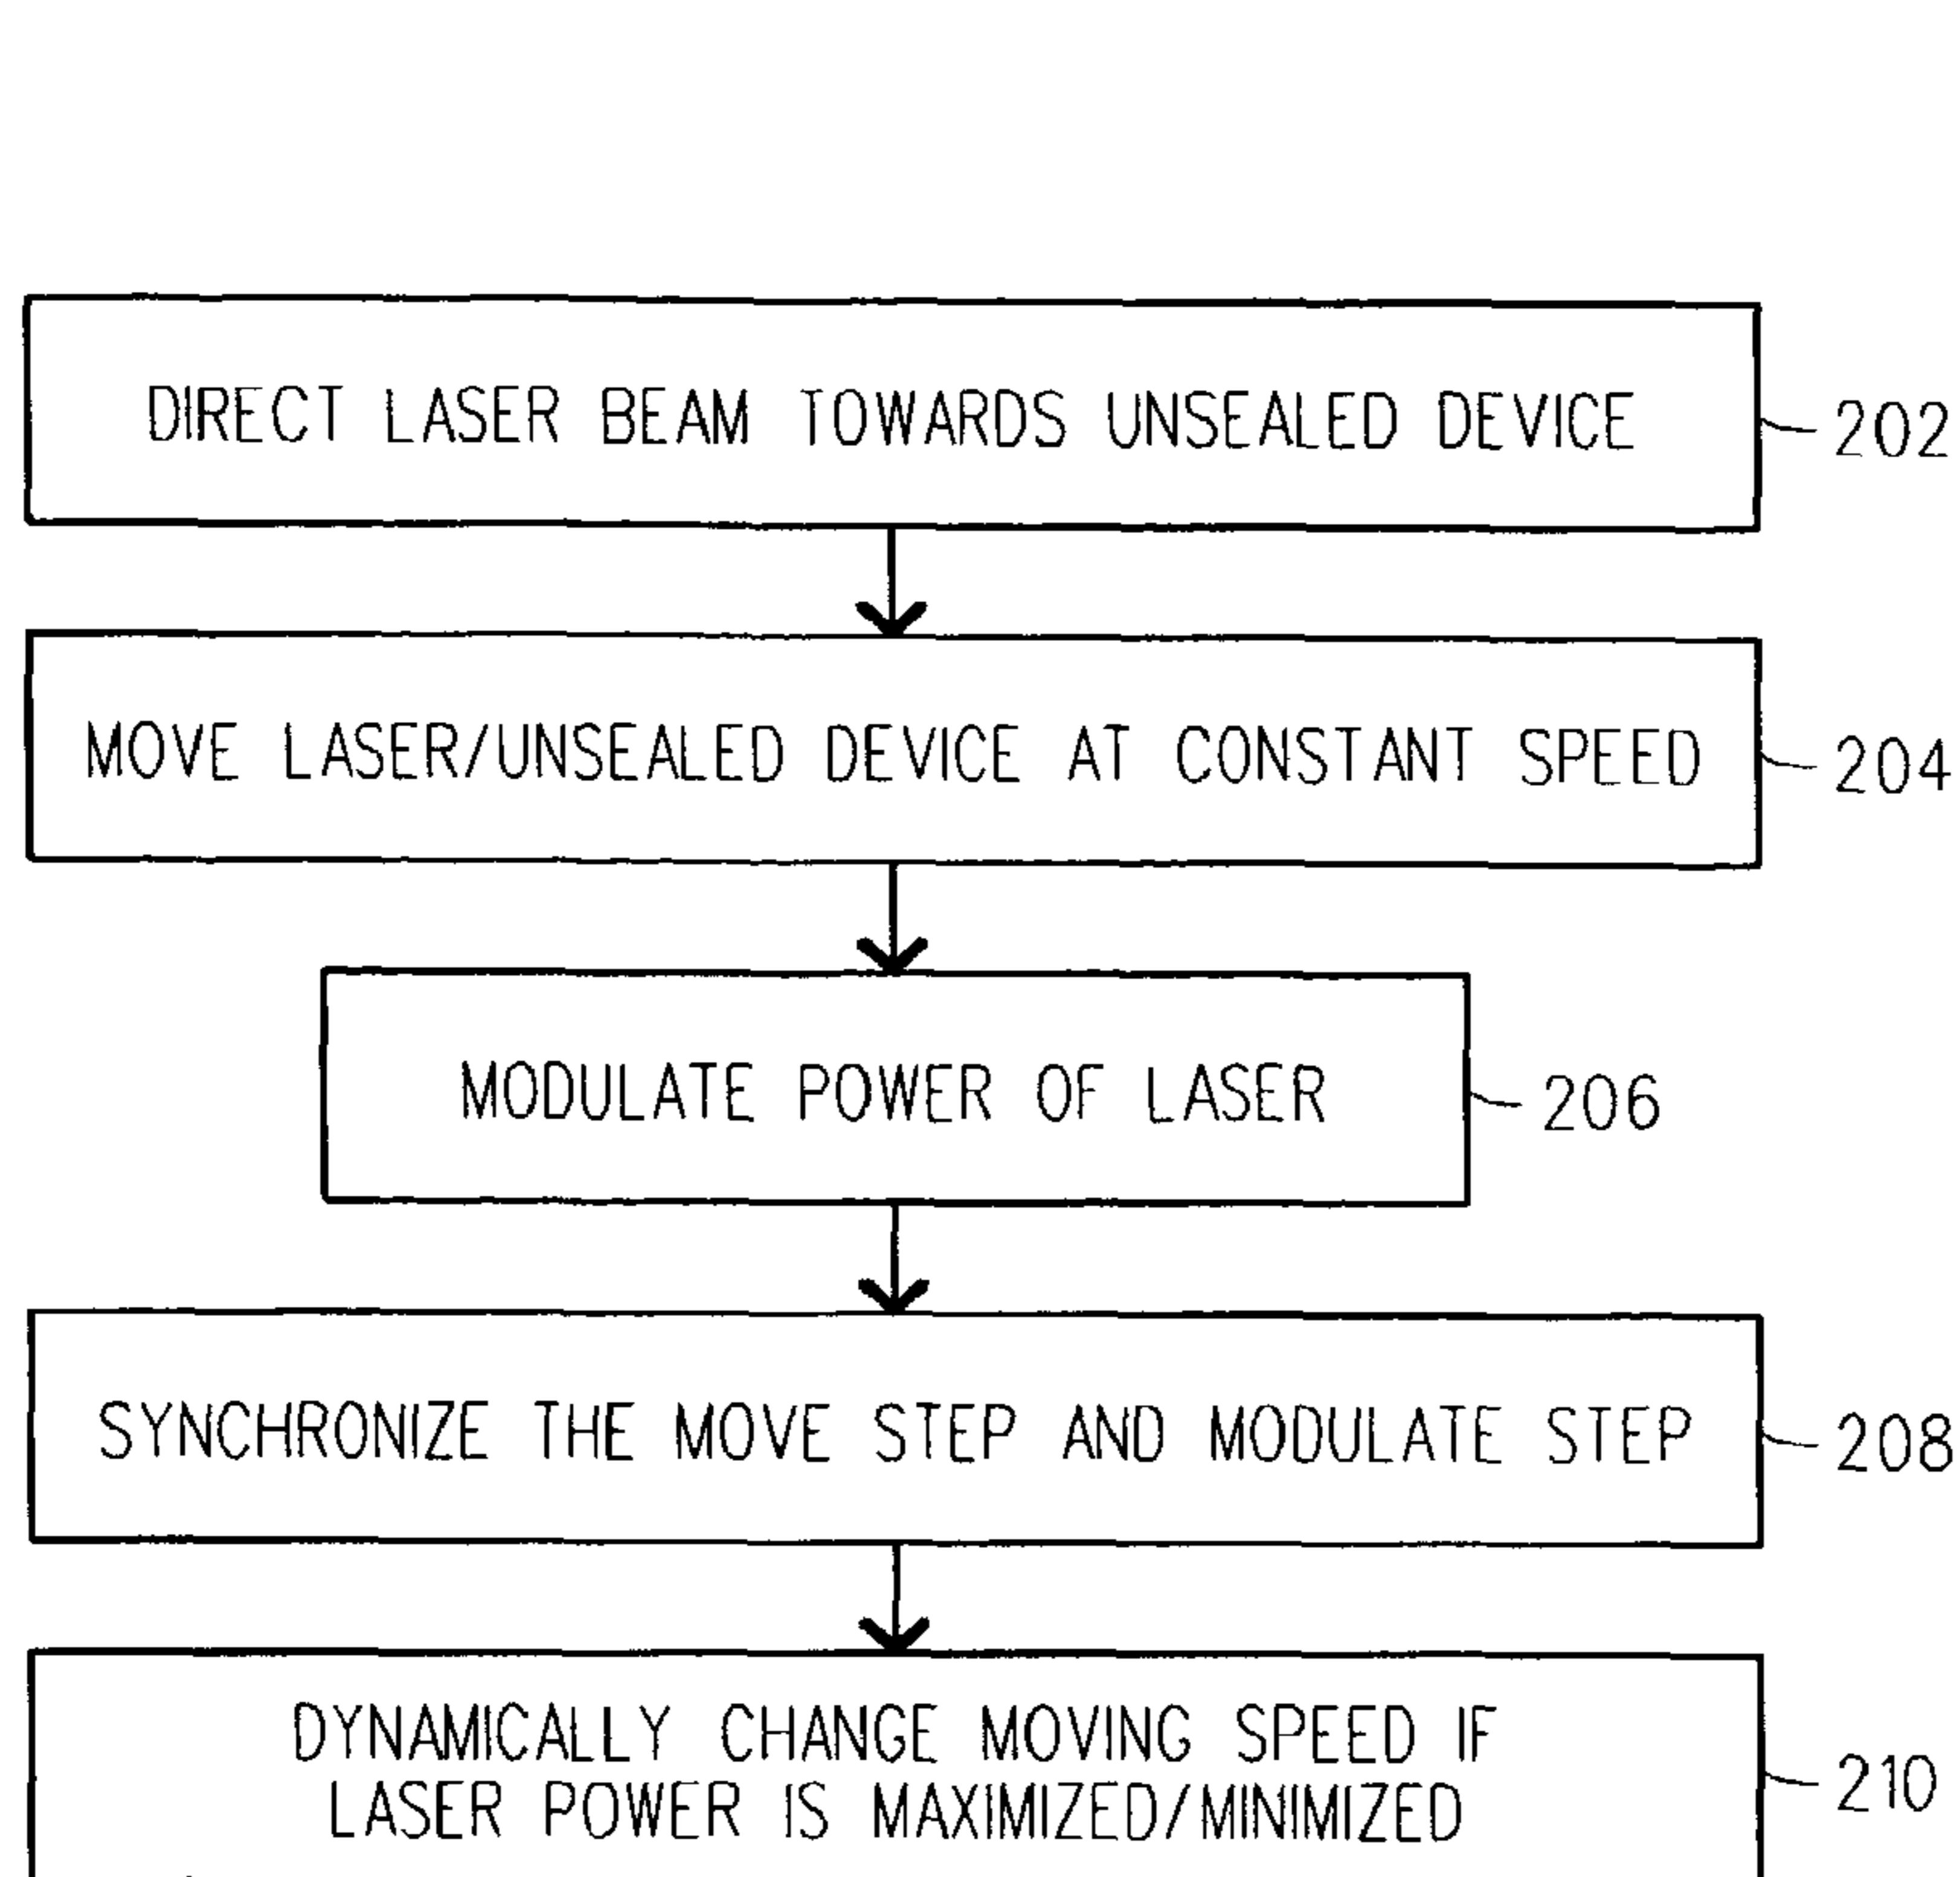 DIRECT LASER BEAM TOWARDS UNSEALED DEVICE
202
MOVE LASER/UNSEALED DEVICE AT CONSTANT SPEED
204
MODULATE POWER OF LASER
206
SYNCHRONIZE THE MOVE STEP AND MODULATE STEP
208
DYNAMICALLY CHANGE MOVING SPEED IF
LASER POWER IS MAXIMIZED/MINIMIZED
210